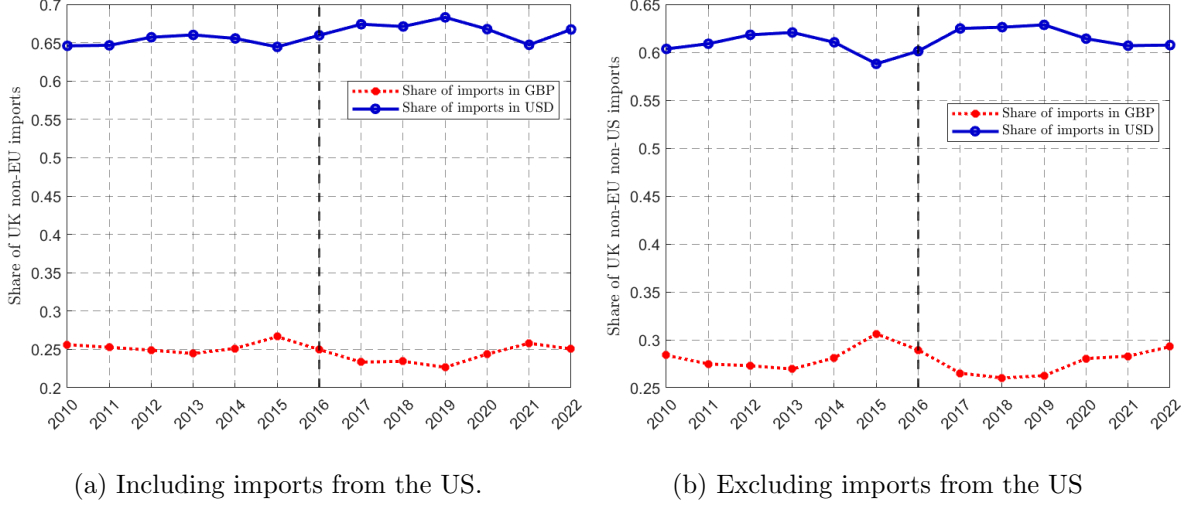 Share of UK non-EU imports
0.7
0.65
0.6
0.55
0.5
0.45
0.4
0.35
0.3
0.25
0.2
Share of imports in GBP
Share of imports in USD
2010 2011 2012 2013 2014 2015 2016 2017 2018 2019 2020 2021 2022
(a) Including imports from the US.
Share of UK non-EU non-US imports
0.65
0.6
0.55
0.5
0.45
0.4
0.35
0.3
0.25
Share of imports in GBP
Share of imports in USD
2010 2011 2012 2013 2014 2015 2016 2017 2018 2019 2020 2021 2022
(b) Excluding imports from the US